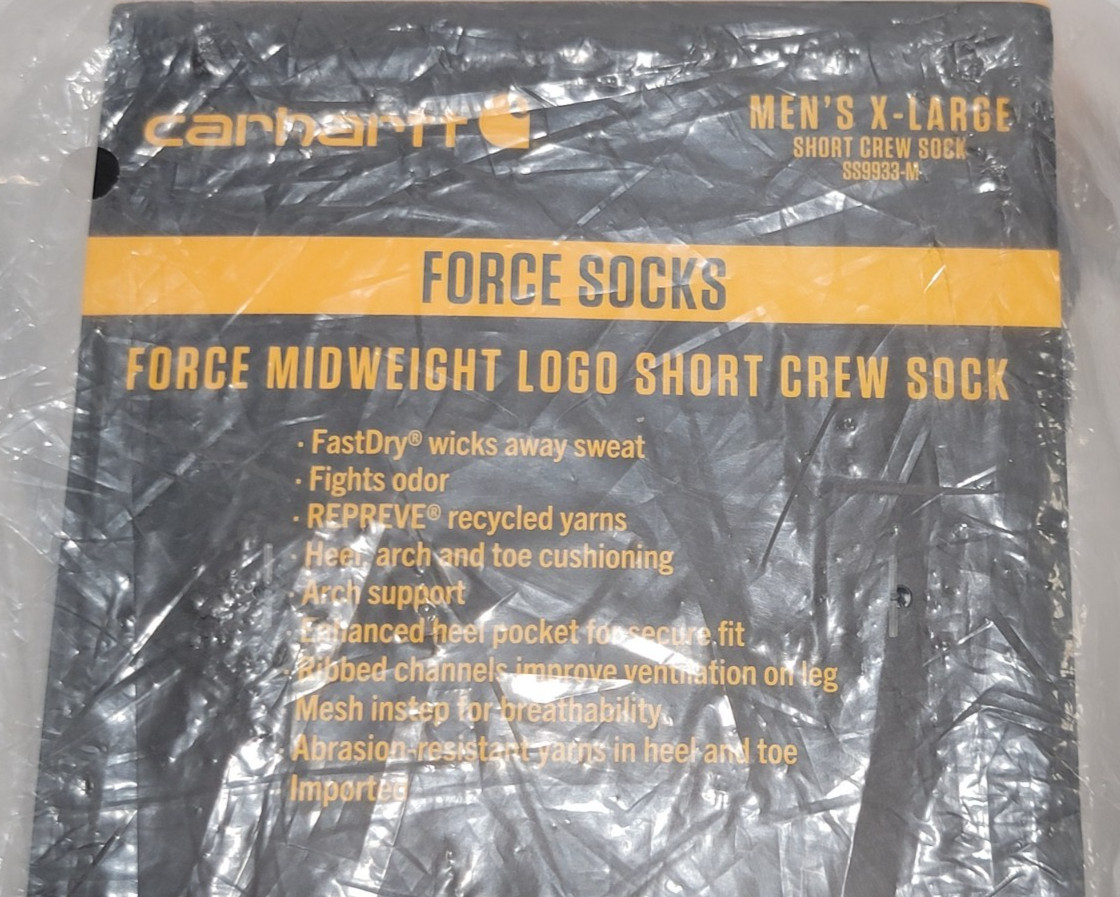 carhartt
MEN'S X-LARGE
SHORT CREW SOCK
SS9933-M
FORCE SOCKS
FORCE MIDWEIGHT LOGO SHORT CREW SOCK
· FastDry® wicks away sweat
· Fights odor
· REPREVE® recycled yarns
· Heel, arch and toe cushioning
· Arch support
· Enhanced heel pocket for secure fit
· Ribbed channels improve ventilation on leg
Mesh instep for breathability
Abrasion-resistant yarns in heel and toe
Imported